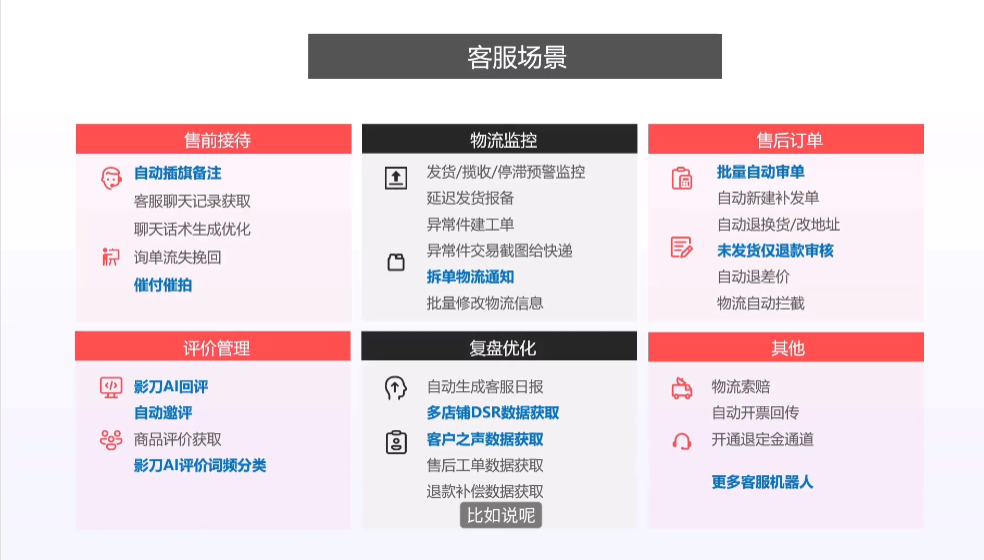 客服场景
售前接待
自动插旗备注
客服聊天记录获取
聊天话术生成优化
询单流失挽回
催付催拍
物流监控
发货/揽收/停滞预警监控
延迟发货报备
异常件建工单
异常件交易截图给快递
拆单物流通知
批量修改物流信息
售后订单
批量自动审单
自动新建补发单
自动退换货/改地址
未发货仅退款审核
自动退差价
物流自动拦截
评价管理
影刀AI回评
自动邀评
商品评价获取
影刀AI评价词频分类
复盘优化
自动生成客服日报
多店铺DSR数据获取
客户之声数据获取
售后工单数据获取
退款补偿数据获取
其他
物流索赔
自动开票回传
开通退定金通道
更多客服机器人
比如说呢